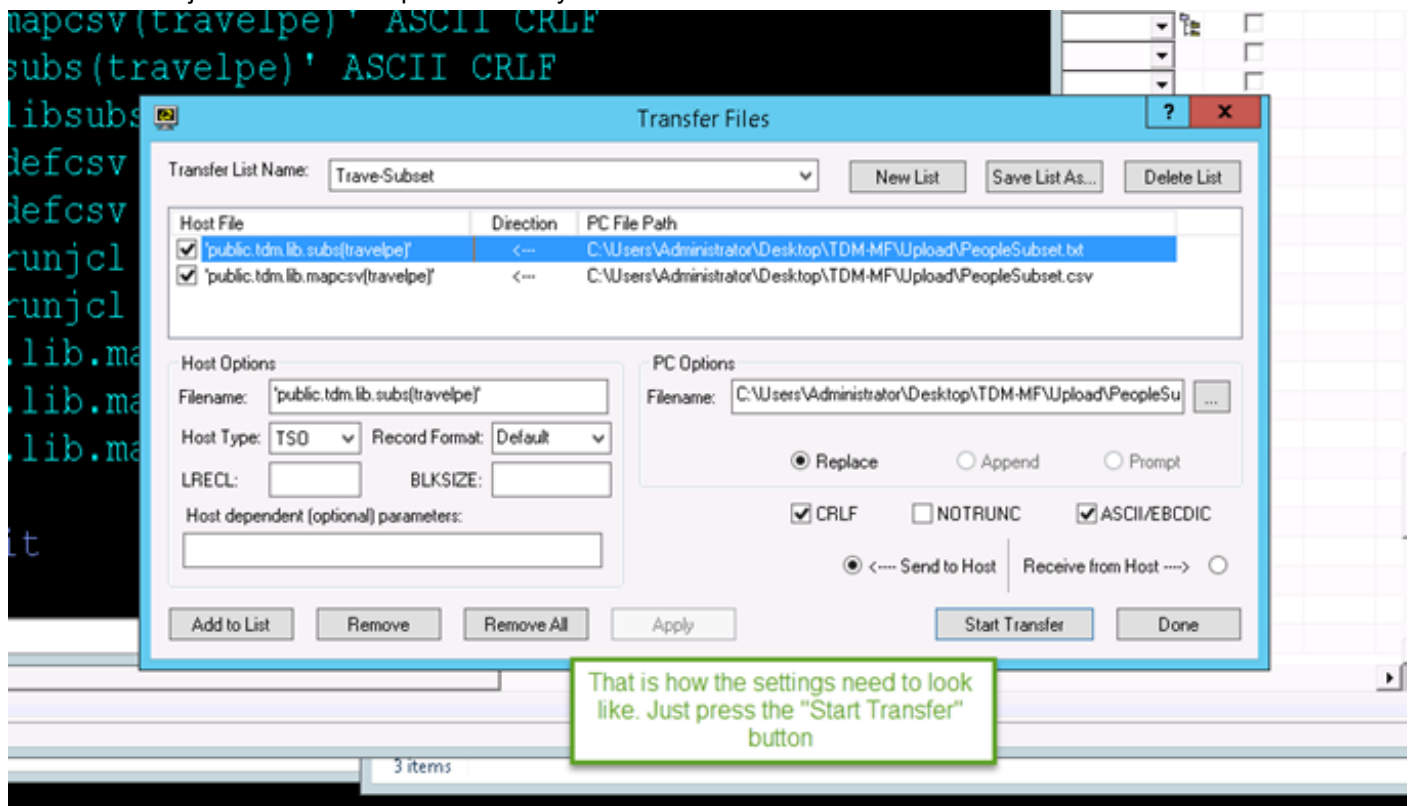 mapcsv(travelpe)' ASCII CRLF
subs(travelpe)' ASCII CRLF
libsubs
defcsv
defcsv
runjcl
runjcl
.lib.ma
.lib.ma
.lib.ma
it
Transfer Files
? x
Transfer List Name: Trave-Subset New List Save List As... Delete List
Host File Direction PC File Path
'public.tdm.lib.subs(travelpe)' <--- C:\Users\Administrator\Desktop\TDM-MF\Upload\PeopleSubset.txt
'public.tdm.lib.mapcsv(travelpe)' <--- C:\Users\Administrator\Desktop\TDM-MF\Upload\PeopleSubset.csv
Host Options PC Options
Filename: 'public.tdm.lib.subs(travelpe)' Filename: C:\Users\Administrator\Desktop\TDM-MF\Upload\PeopleSu ...
Host Type: TSO Record Format: Default
Replace Append Prompt
LRECL: BLKSIZE:
CRLF NOTRUNC ASCII/EBCDIC
Host dependent (optional) parameters:
<---- Send to Host Receive from Host ---->
Add to List Remove Remove All Apply Start Transfer Done
That is how the settings need to look
like. Just press the "Start Transfer"
button
3 items